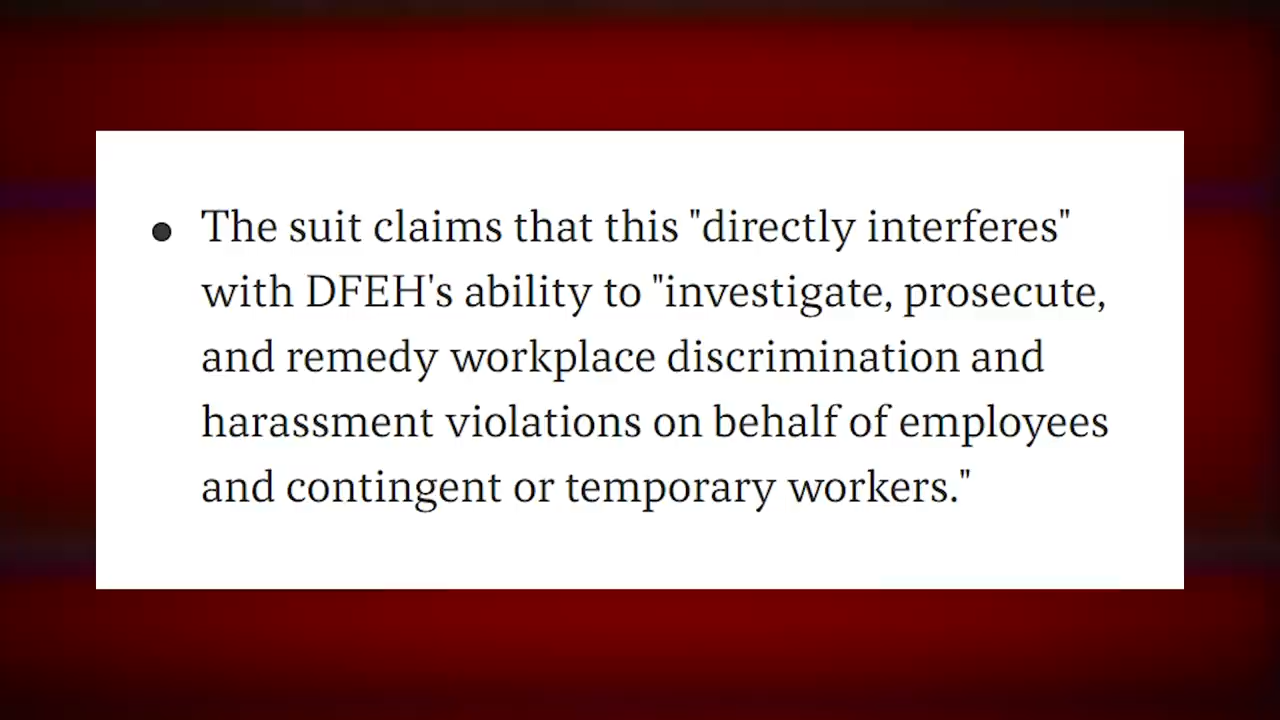 ● The suit claims that this "directly interferes"
with DFEH's ability to "investigate, prosecute,
and remedy workplace discrimination and
harassment violations on behalf of employees
and contingent or temporary workers."